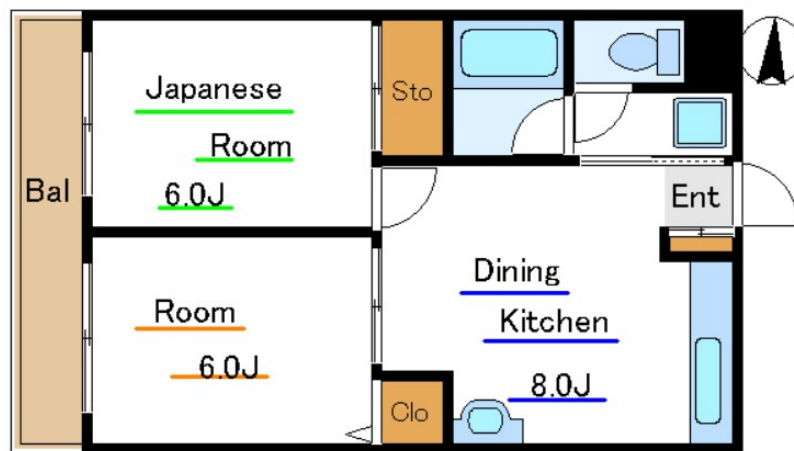 Japanese
Room
6.0J
Sto
Bal
Ent
Dining
Kitchen
8.0J
Room
6.0J
Clo